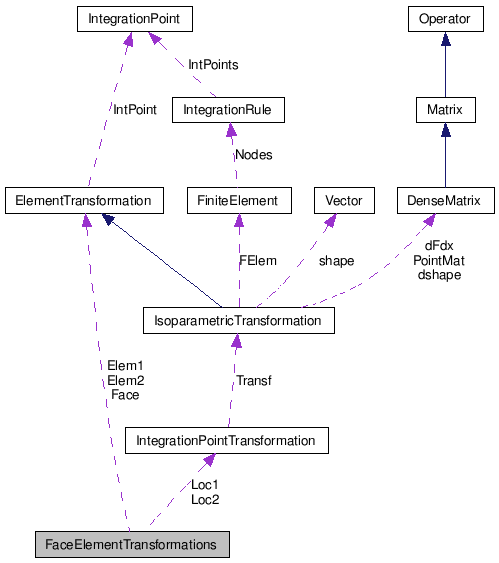 IntegrationPoint
Operator
IntPoints
IntPoint
IntegrationRule
Matrix
Nodes
ElementTransformation
FiniteElement
Vector
DenseMatrix
FElem
shape
dFdx
PointMat
dshape
IsoparametricTransformation
Elem1
Elem2
Face
Transf
IntegrationPointTransformation
Loc1
Loc2
FaceElementTransformations